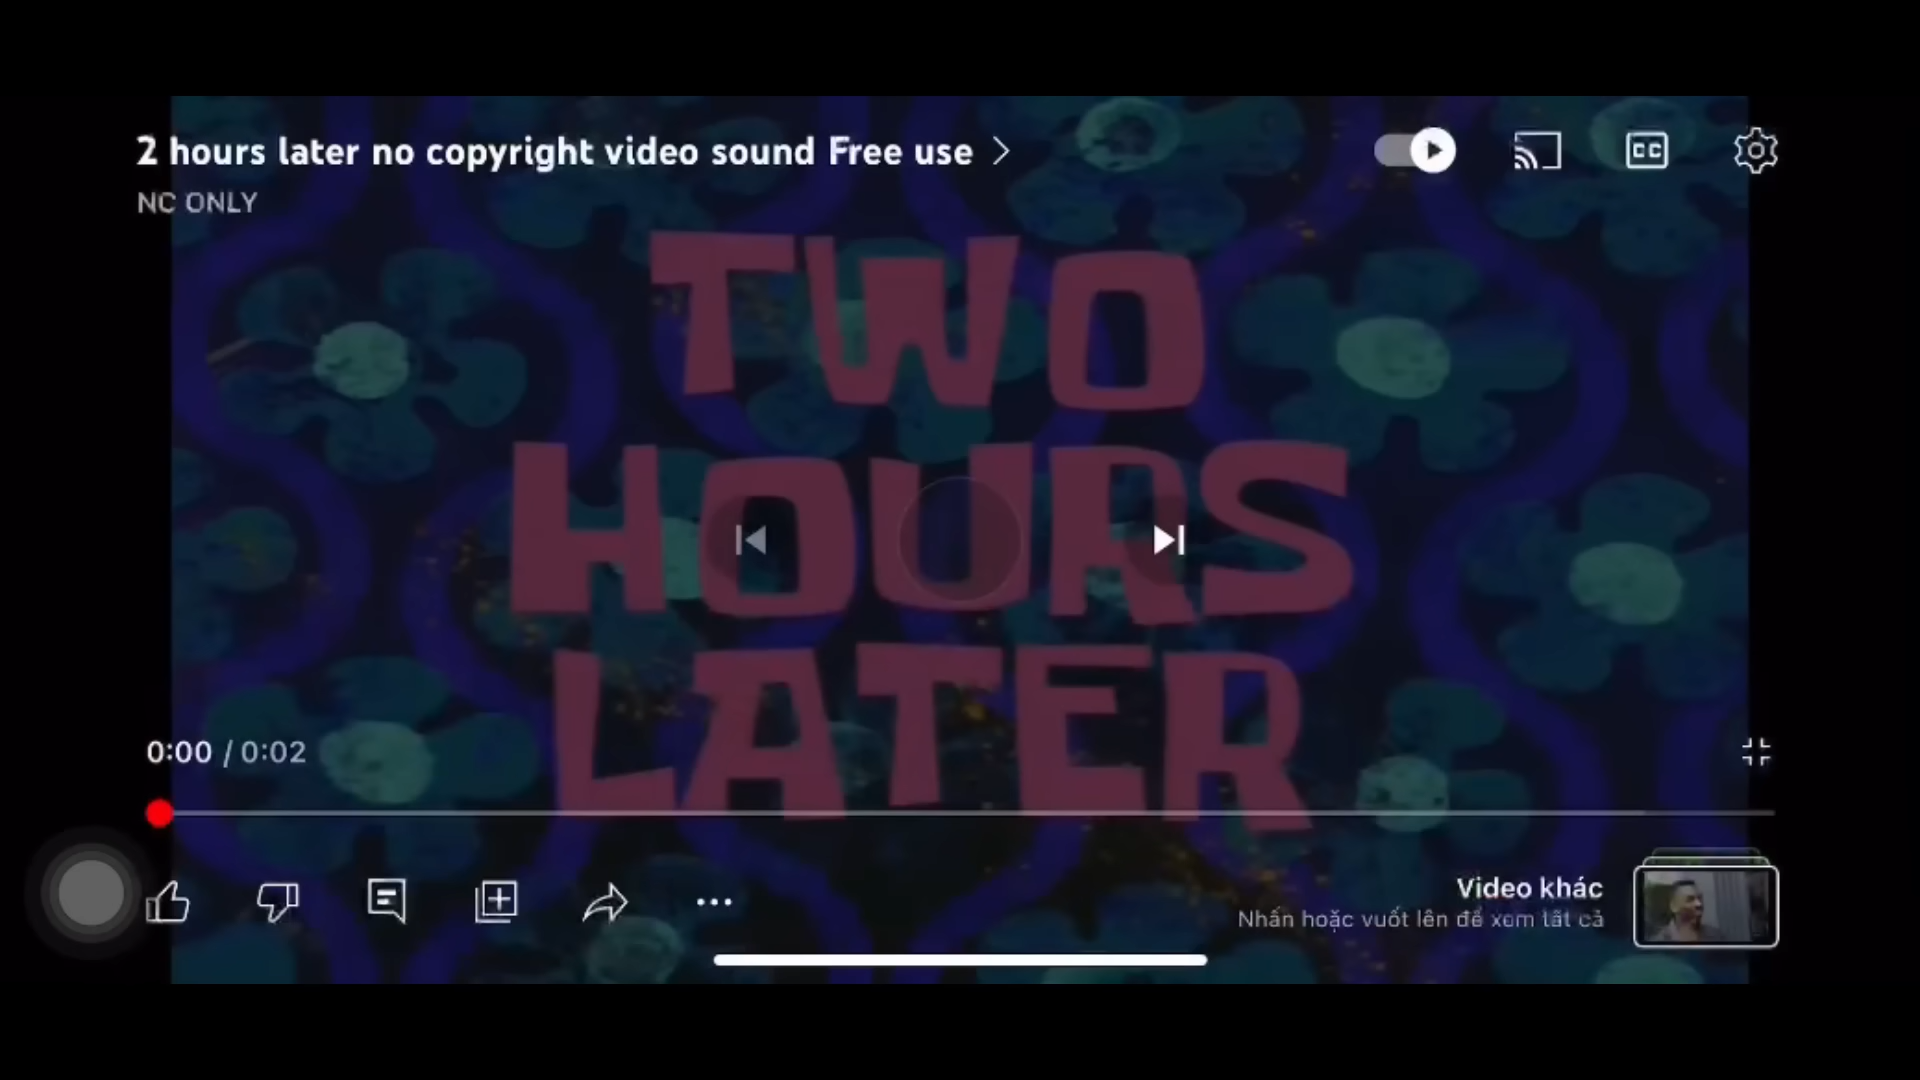 2 hours later no copyright video sound Free use
NC ONLY
TWO
HOURS
LATER
0:00 / 0:02
Video khác
Nhấn hoặc vuốt lên để xem tất cả